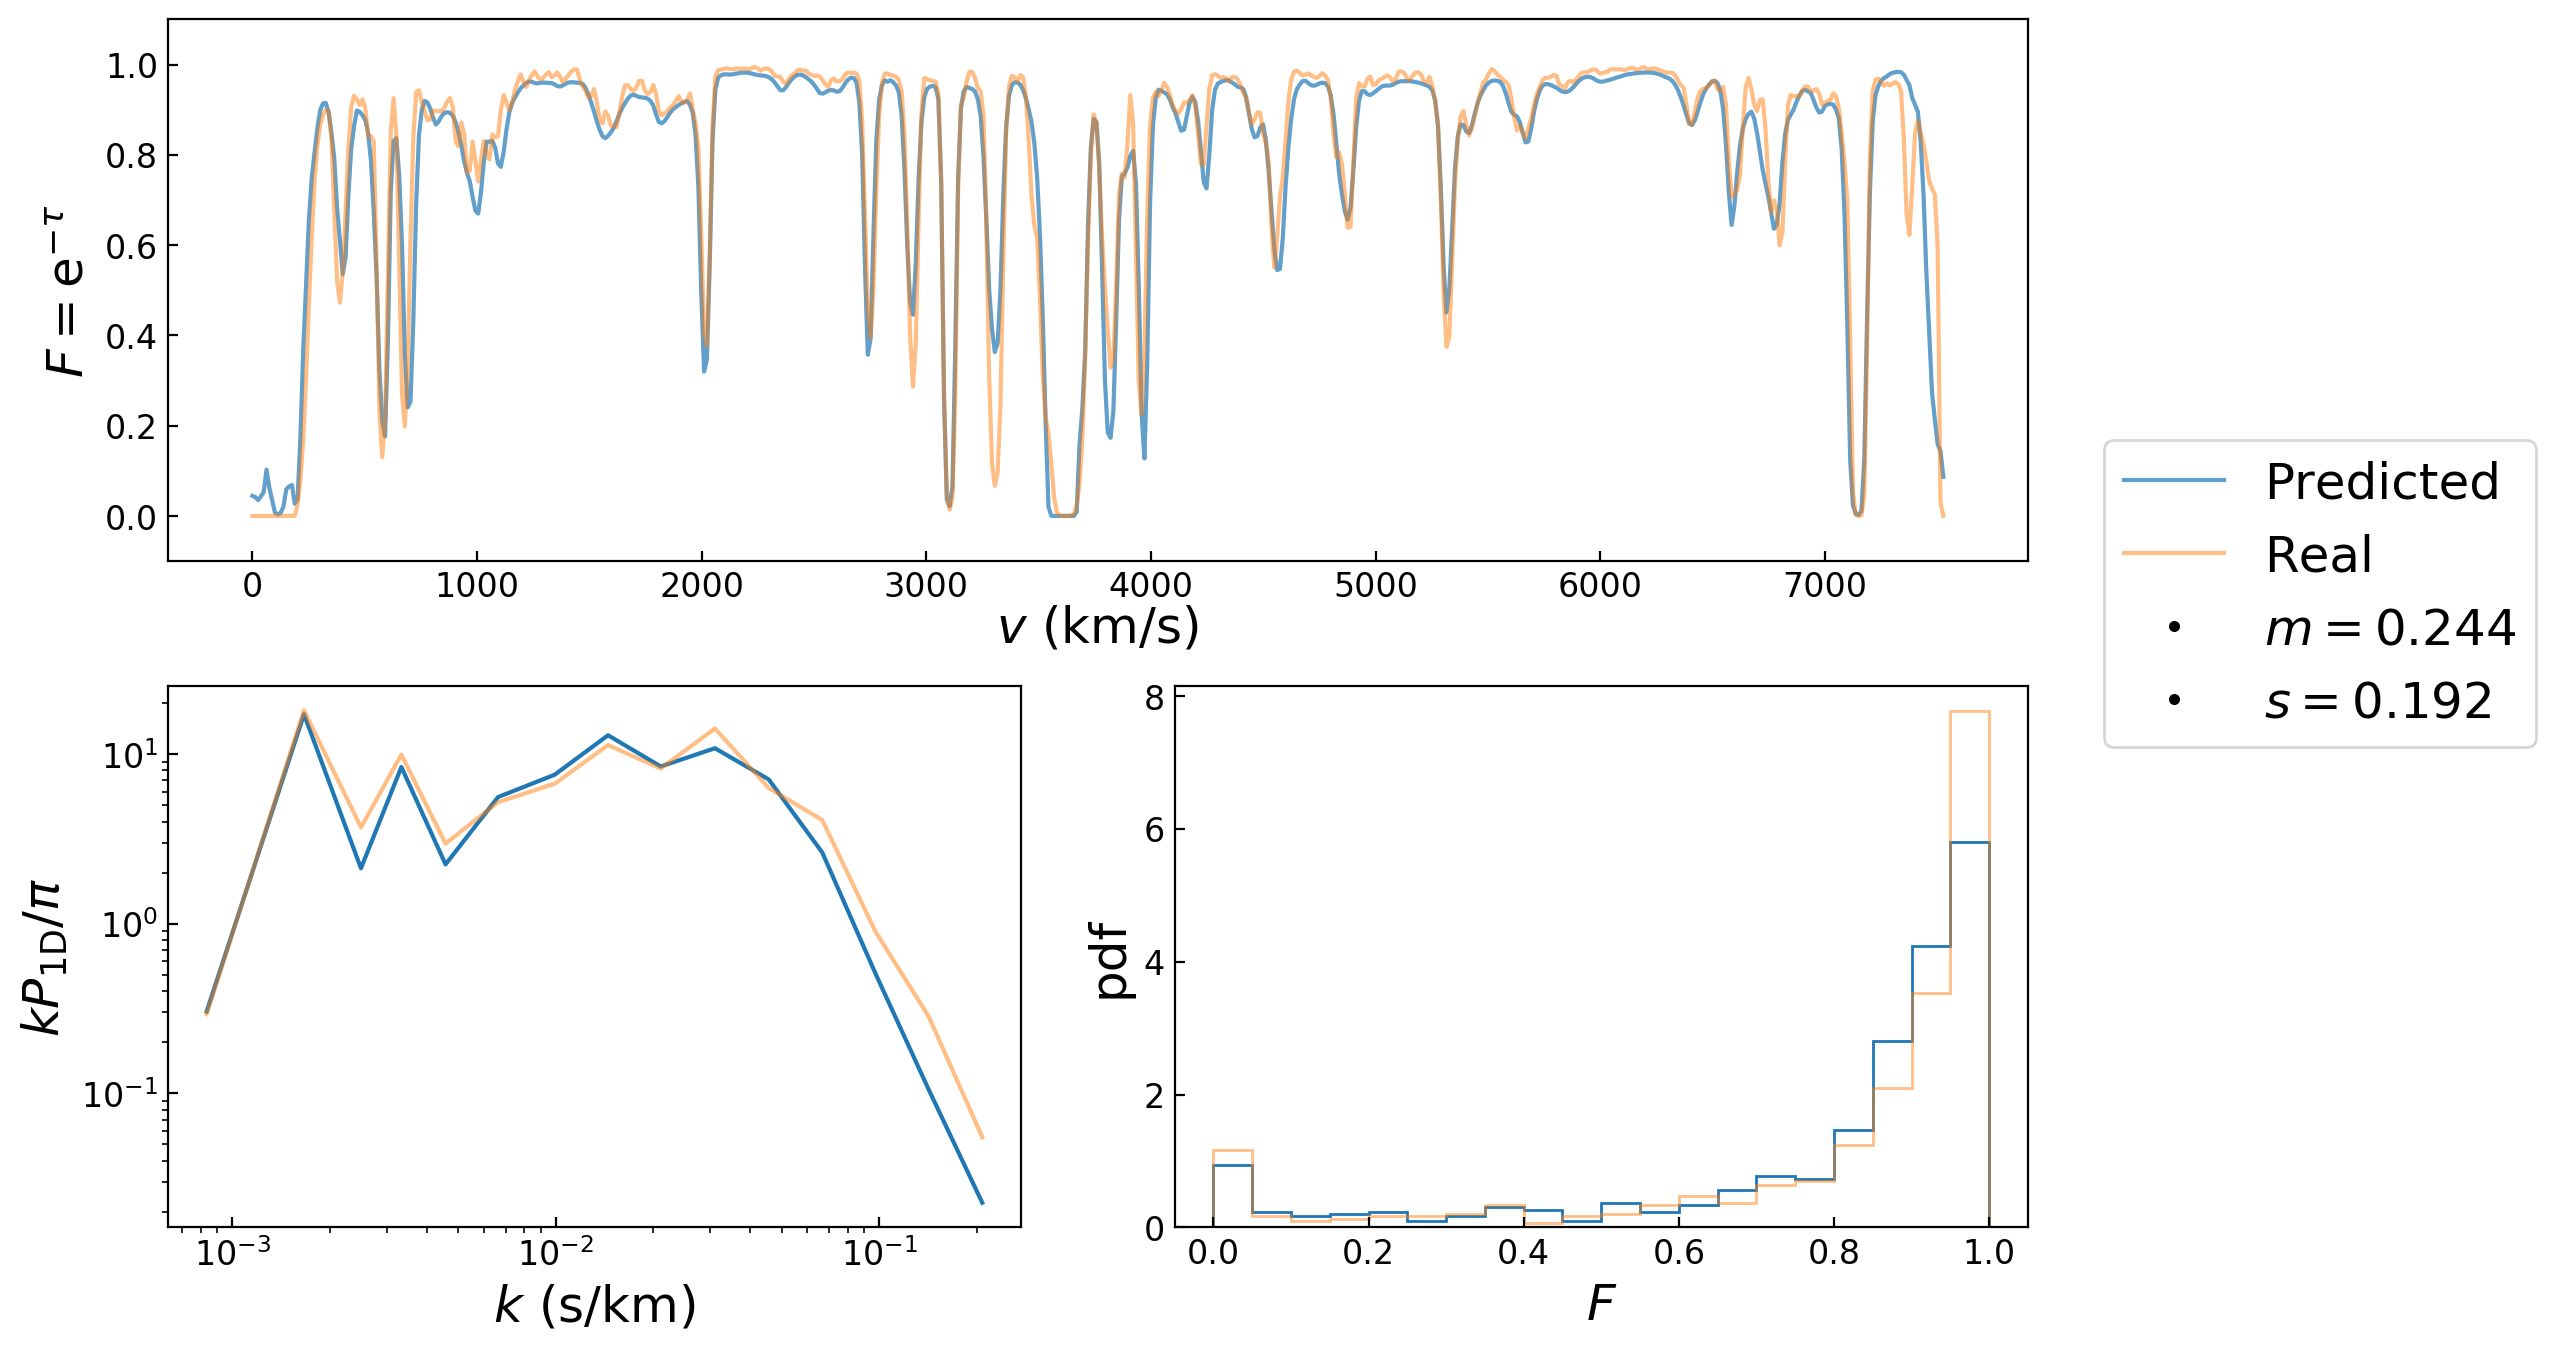 1.0
0.8
0.6
0.4
0.2
0.0
F = e^{−τ}
0 1000 2000 3000 4000 5000 6000 7000
v (km/s)
Predicted
Real
m = 0.244
s = 0.192
10^1
10^0
10^{−1}
kP_{1D}/π
10^{−3} 10^{−2} 10^{−1}
k (s/km)
8
6
4
2
0
pdf
0.0 0.2 0.4 0.6 0.8 1.0
F